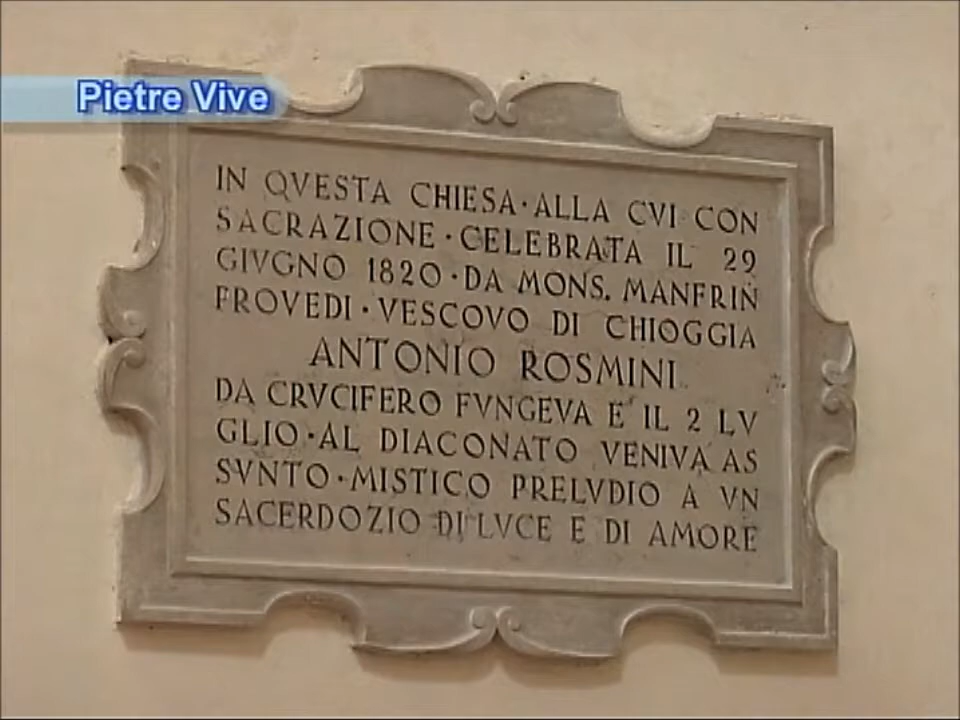 Pietre Vive
IN QVESTA CHIESA·ALLA CVI CON
SACRAZIONE·CELEBRATA IL 29
GIVGNO 1820·DA MONS. MANFRIN
PROVEDI·VESCOVO DI CHIOGGIA
ANTONIO ROSMINI
DA CRVCIFERO FVNGEVA E IL 2 LV
GLIO·AL DIACONATO VENIVA AS
SVNTO·MISTICO PRELVDIO A VN
SACERDOZIO DI LVCE E DI AMORE